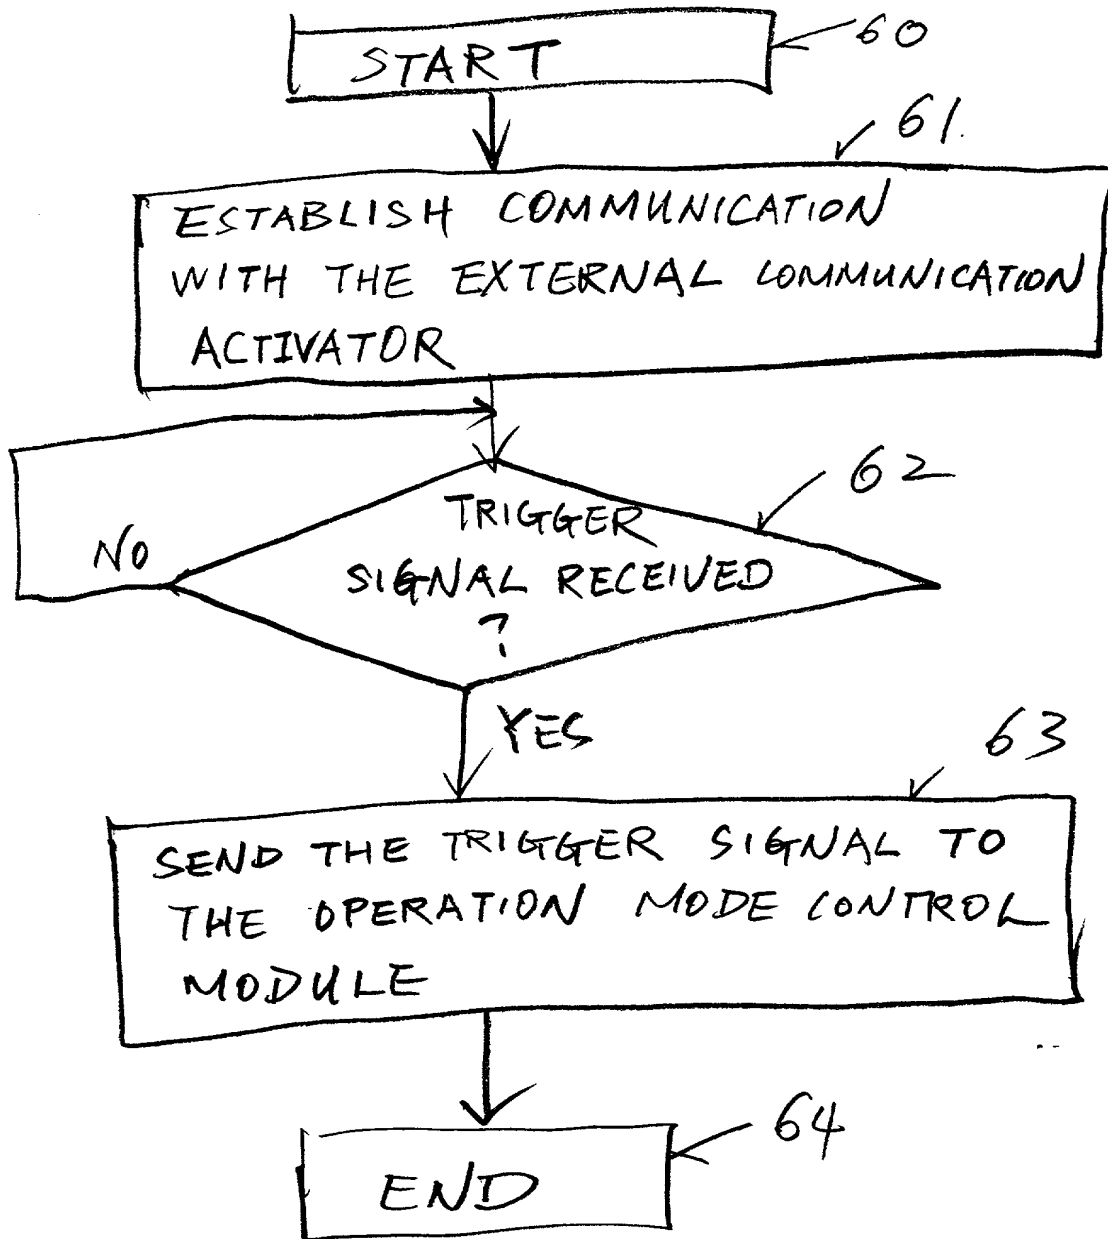 START
60
61.
ESTABLISH COMMUNICATION
WITH THE EXTERNAL COMMUNICATION
ACTIVATOR
62
TRIGGER
NO
SIGNAL RECEIVED
?
YES
63
SEND THE TRIGGER SIGNAL TO
THE OPERATION MODE CONTROL
MODULE
64
END